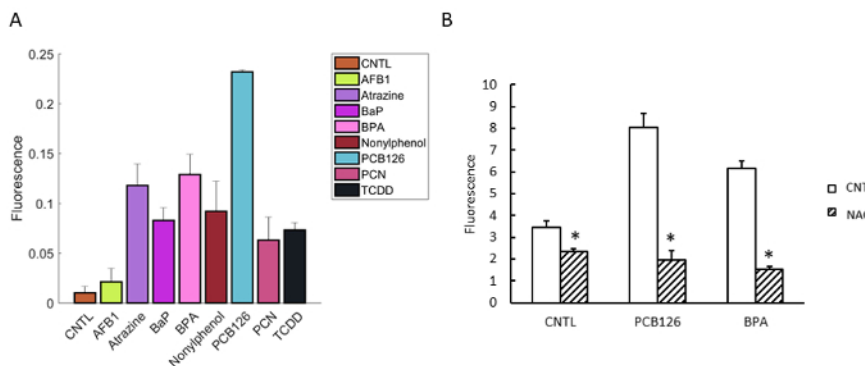 A
0.25
0.2
0.15
0.1
0.05
0
Fluorescence
CNTL
AFB1
Atrazine
BaP
BPA
Nonylphenol
PCB126
PCN
TCDD
CNTL
AFB1
Atrazine
BaP
BPA
Nonylphenol
PCB126
PCN
TCDD
B
10
9
8
7
6
5
4
3
2
1
0
Fluorescence
*
*
*
CNTL
PCB126
BPA
CNT